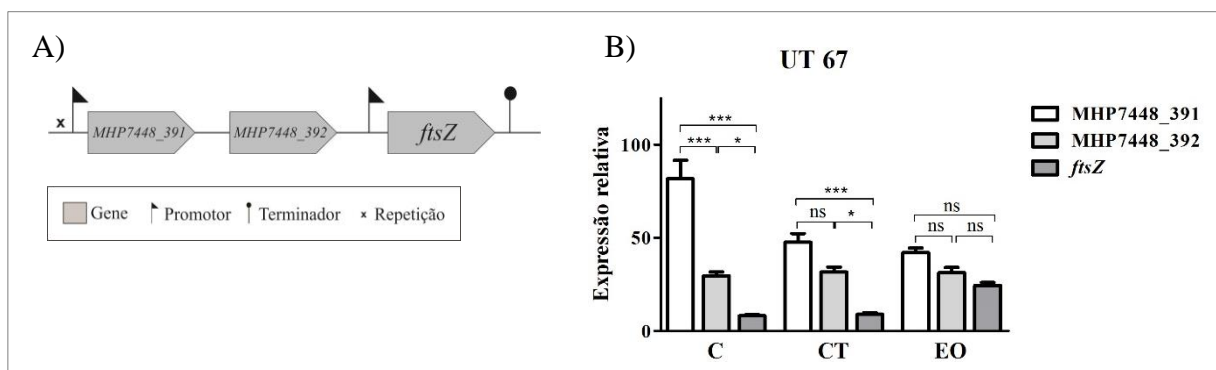 A)
x MHP7448_391 MHP7448_392 ftsZ
Gene Promotor Terminador x Repetição
B)
UT 67
MHP7448_391
MHP7448_392
ftsZ
Expressão relativa
100
50
0
***
*** *
***
ns *
ns
ns ns
C CT EO